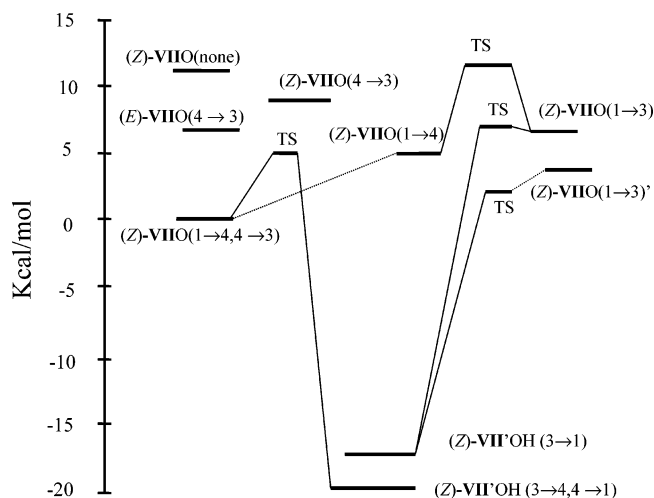 15
TS
(Z)-VIIO(none)
(Z)-VIIO(4 →3)
10
(E)-VIIO(4 → 3)
TS
(Z)-VIIO(1→3)
TS
(Z)-VIIO(1→4)
5
(Z)-VIIO(1→3)’
TS
0
(Z)-VIIO(1→4,4 →3)
Kcal/mol
-5
-10
-15
(Z)-VII’OH (3→1)
-20
(Z)-VII’OH (3→4,4 →1)